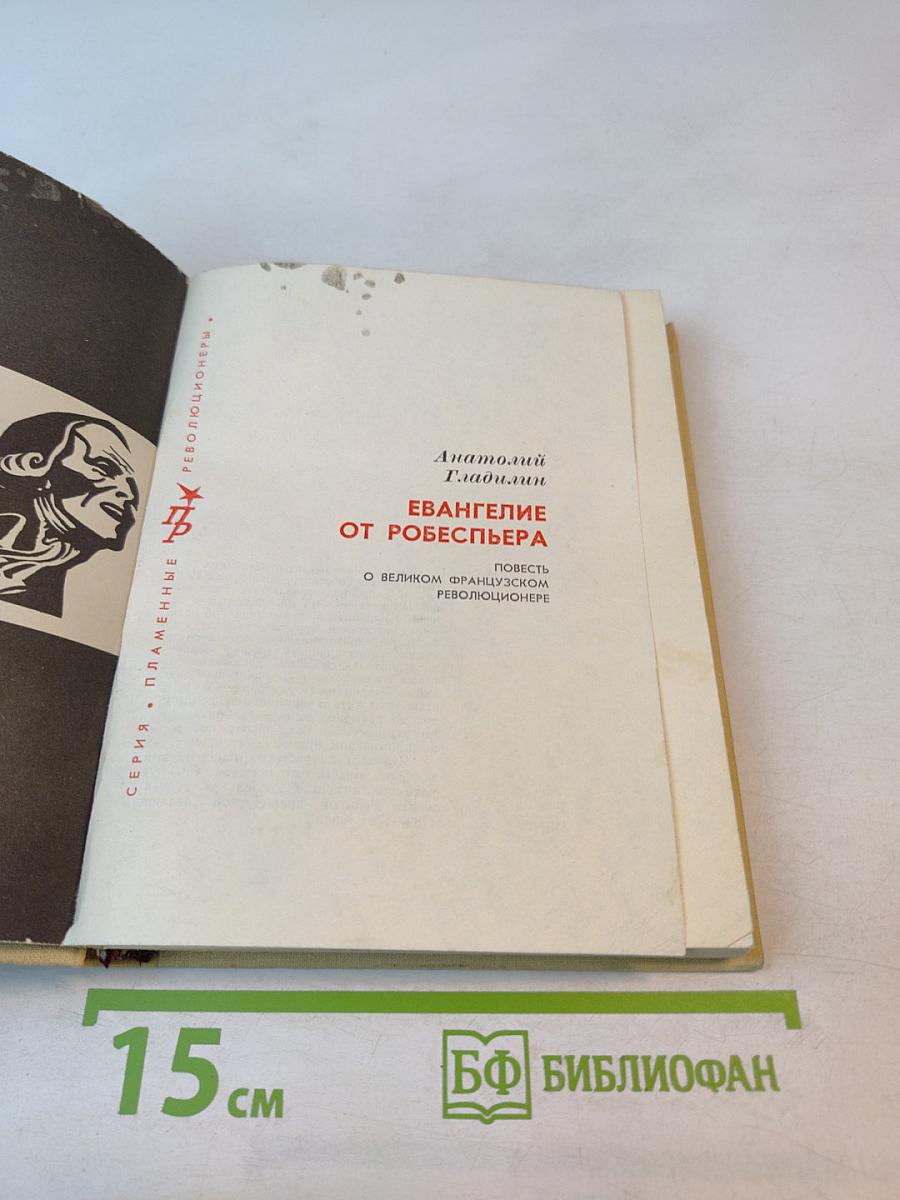 СЕРИЯ • ПЛАМЕННЫЕ ПР РЕВОЛЮЦИОНЕРЫ •
Анатолий
Гладилин
ЕВАНГЕЛИЕ
ОТ РОБЕСПЬЕРА
ПОВЕСТЬ
О ВЕЛИКОМ ФРАНЦУЗСКОМ
РЕВОЛЮЦИОНЕРЕ
15 см
БФ БИБЛИОФАН